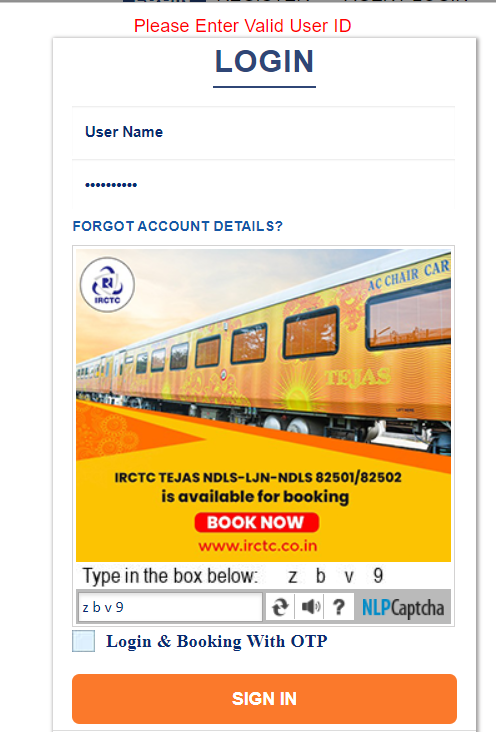 Please Enter Valid User ID
LOGIN
User Name
••••••••••
FORGOT ACCOUNT DETAILS?
IRCTC
AC CHAIR CAR
TEJAS
IRCTC TEJAS NDLS-LJN-NDLS 82501/82502
is available for booking
BOOK NOW
www.irctc.co.in
Type in the box below: z b v 9
z b v 9
?
NLPCaptcha
Login & Booking With OTP
SIGN IN